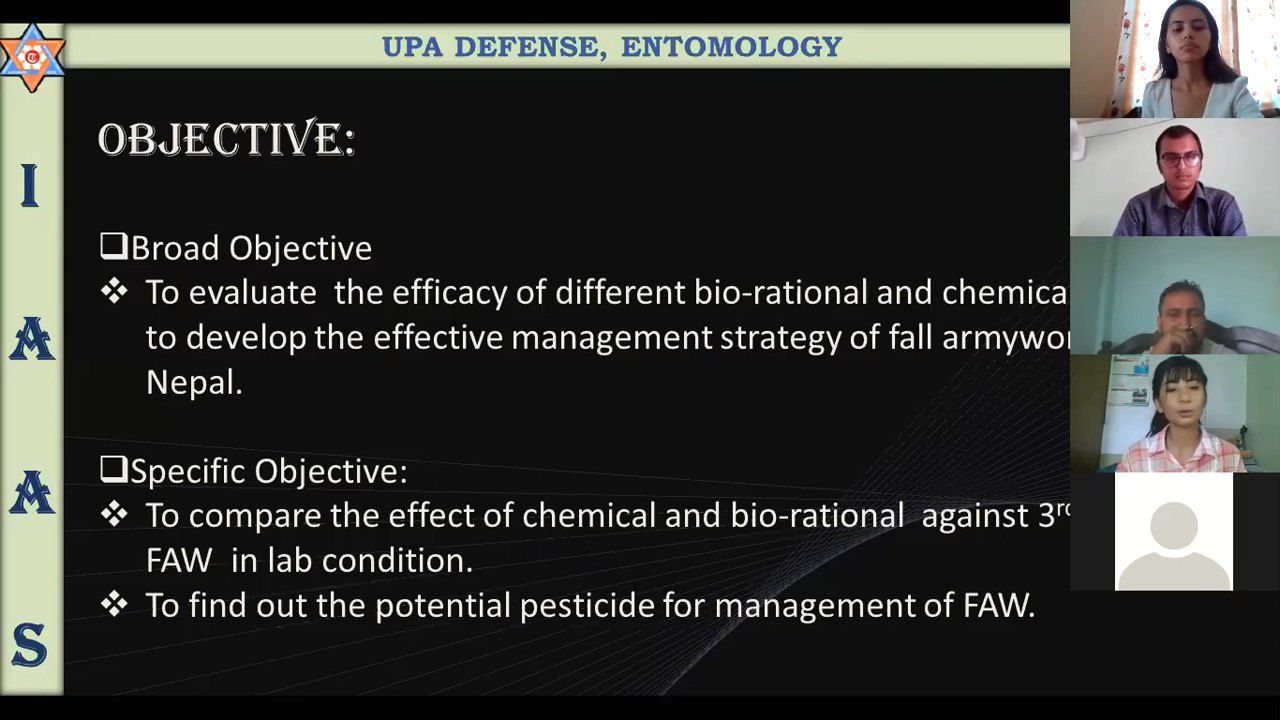 UPA DEFENSE, ENTOMOLOGY
OBJECTIVE:
Broad Objective
To evaluate the efficacy of different bio-rational and chemica
to develop the effective management strategy of fall armywor
Nepal.
Specific Objective:
To compare the effect of chemical and bio-rational against 3rd
FAW in lab condition.
To find out the potential pesticide for management of FAW.
I
A
A
S